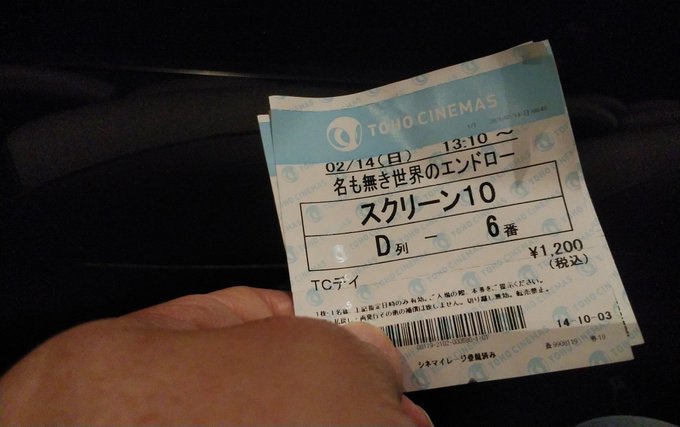 TOHO CINEMAS
02/14(日) 13:10～
名も無き世界のエンドロー
スクリーン10
D列 － 6番
¥1,200
(税込)
TCデイ
14-10-03
シネマイレージ登録済み